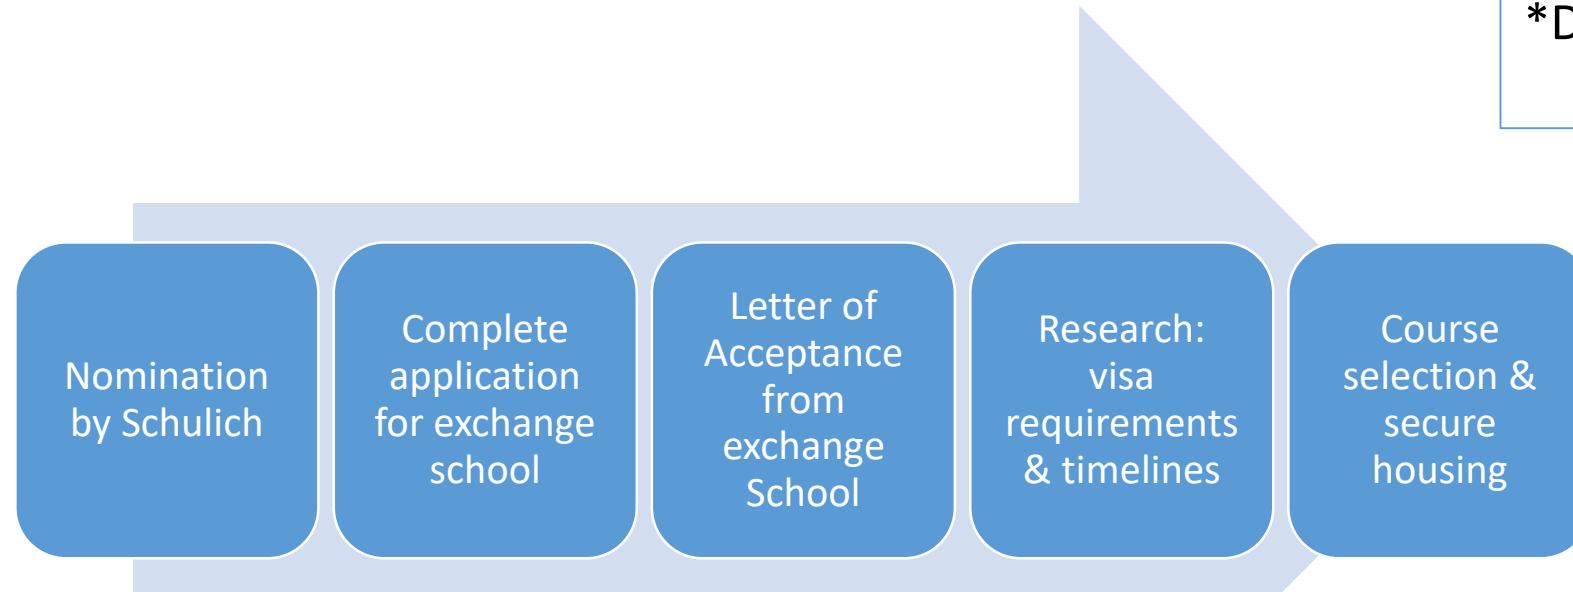 *D
Nomination
by Schulich
Complete
application
for exchange
school
Letter of
Acceptance
from
exchange
School
Research:
visa
requirements
& timelines
Course
selection &
secure
housing